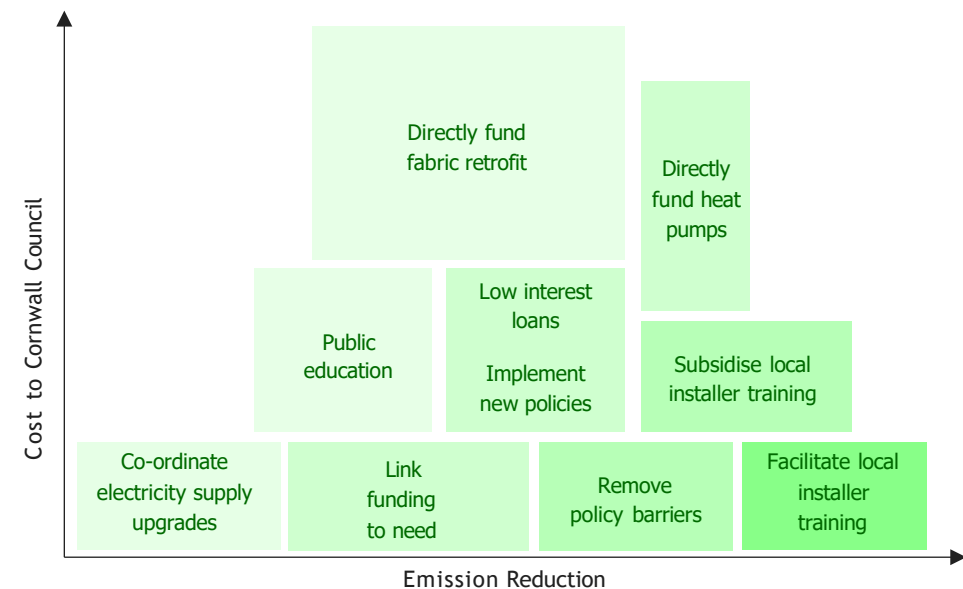 Cost to Cornwall Council
Directly fund
fabric retrofit
Directly
fund heat
pumps
Public
education
Low interest
loans
Implement
new policies
Subsidise local
installer training
Co-ordinate
electricity supply
upgrades
Link
funding
to need
Remove
policy barriers
Facilitate local
installer
training
Emission Reduction